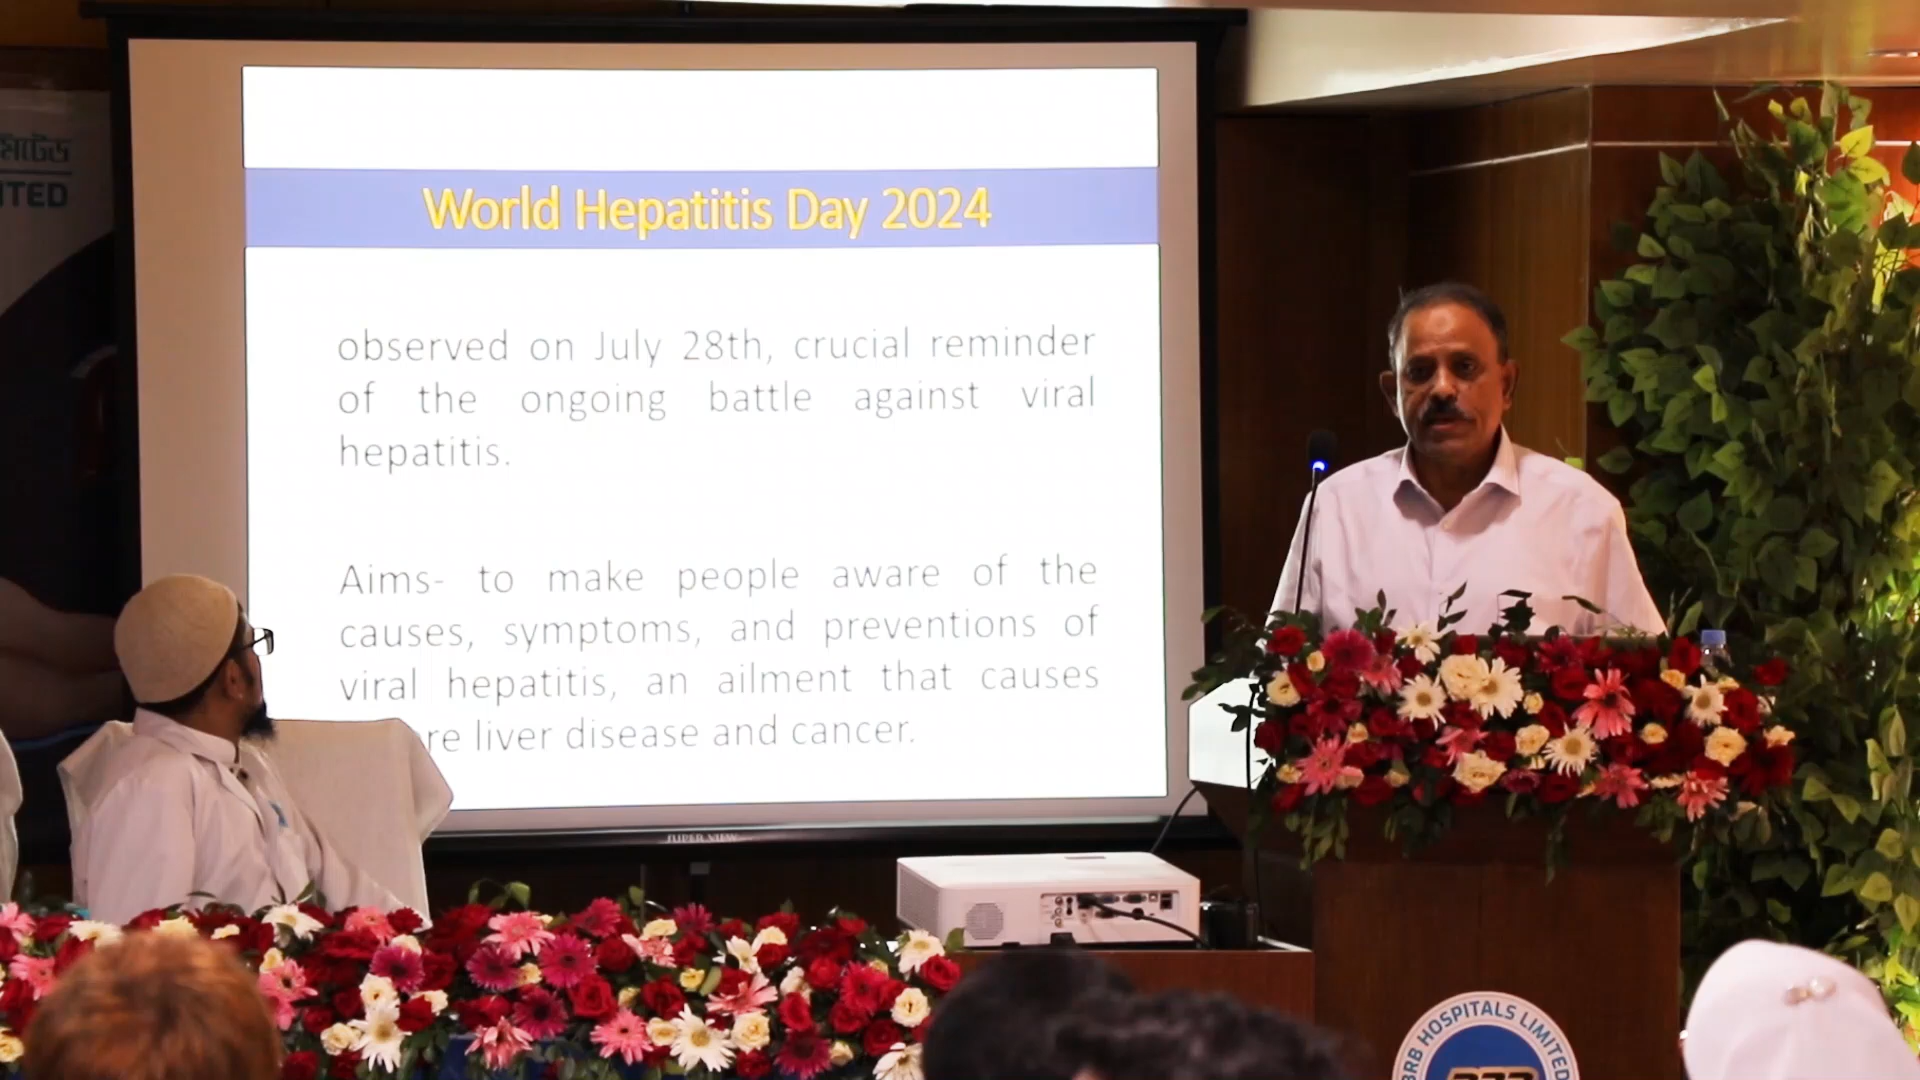 মিটেড
ITED
World Hepatitis Day 2024
observed on July 28th, crucial reminder
of the ongoing battle against viral
hepatitis.
Aims- to make people aware of the
causes, symptoms, and preventions of
viral hepatitis, an ailment that causes
re liver disease and cancer.
SUPER VIEW
BRB HOSPITALS LIMITED